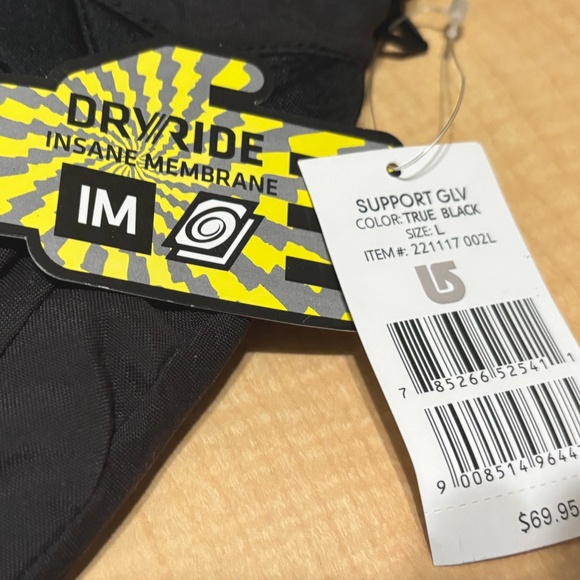 DRYRIDE
INSANE MEMBRANE
IM
SUPPORT GLV
COLOR: TRUE BLACK
SIZE: L
ITEM#: 221117 002L
7 85266 52541 1
9 008514 9644
$69.95